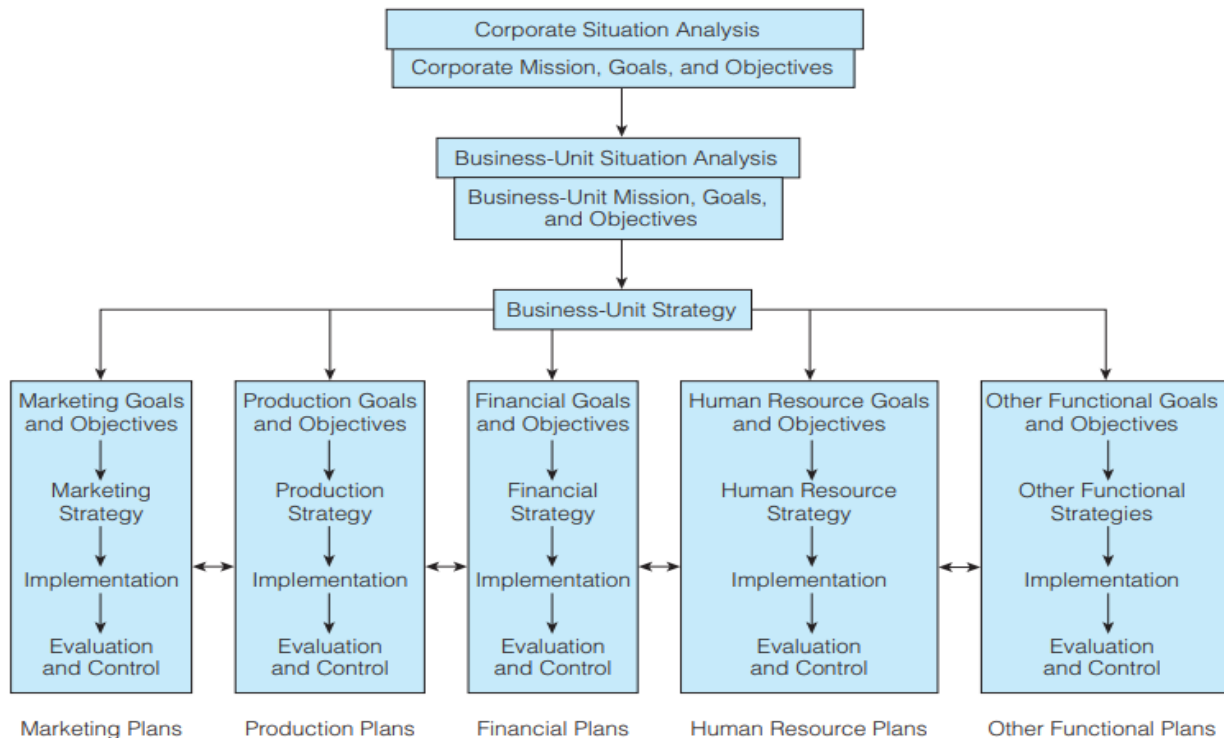 Corporate Situation Analysis
Corporate Mission, Goals, and Objectives
Business-Unit Situation Analysis
Business-Unit Mission, Goals,
and Objectives
Business-Unit Strategy
Marketing Goals
and Objectives
Marketing
Strategy
Implementation
Evaluation
and Control
Marketing Plans
Production Goals
and Objectives
Production
Strategy
Implementation
Evaluation
and Control
Production Plans
Financial Goals
and Objectives
Financial
Strategy
Implementation
Evaluation
and Control
Financial Plans
Human Resource Goals
and Objectives
Human Resource
Strategy
Implementation
Evaluation
and Control
Human Resource Plans
Other Functional Goals
and Objectives
Other Functional
Strategies
Implementation
Evaluation
and Control
Other Functional Plans